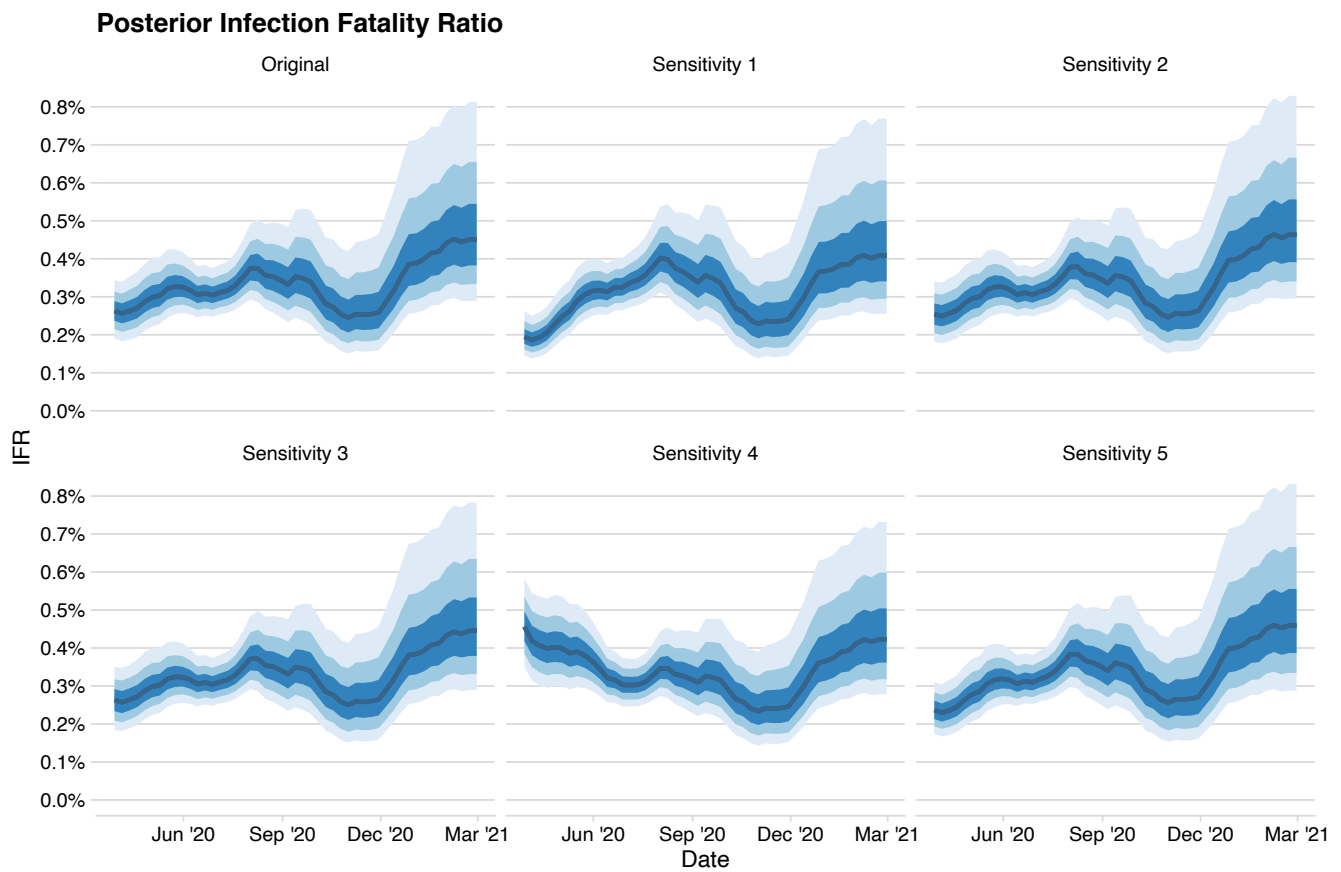 Posterior Infection Fatality Ratio
Original
Sensitivity 1
Sensitivity 2
0.8%
0.7%
0.6%
0.5%
0.4%
0.3%
0.2%
0.1%
0.0%
IFR
Sensitivity 3
Sensitivity 4
Sensitivity 5
0.8%
0.7%
0.6%
0.5%
0.4%
0.3%
0.2%
0.1%
0.0%
Jun '20 Sep '20 Dec '20 Mar '21 Jun '20 Sep '20 Dec '20 Mar '21 Jun '20 Sep '20 Dec '20 Mar '21
Date